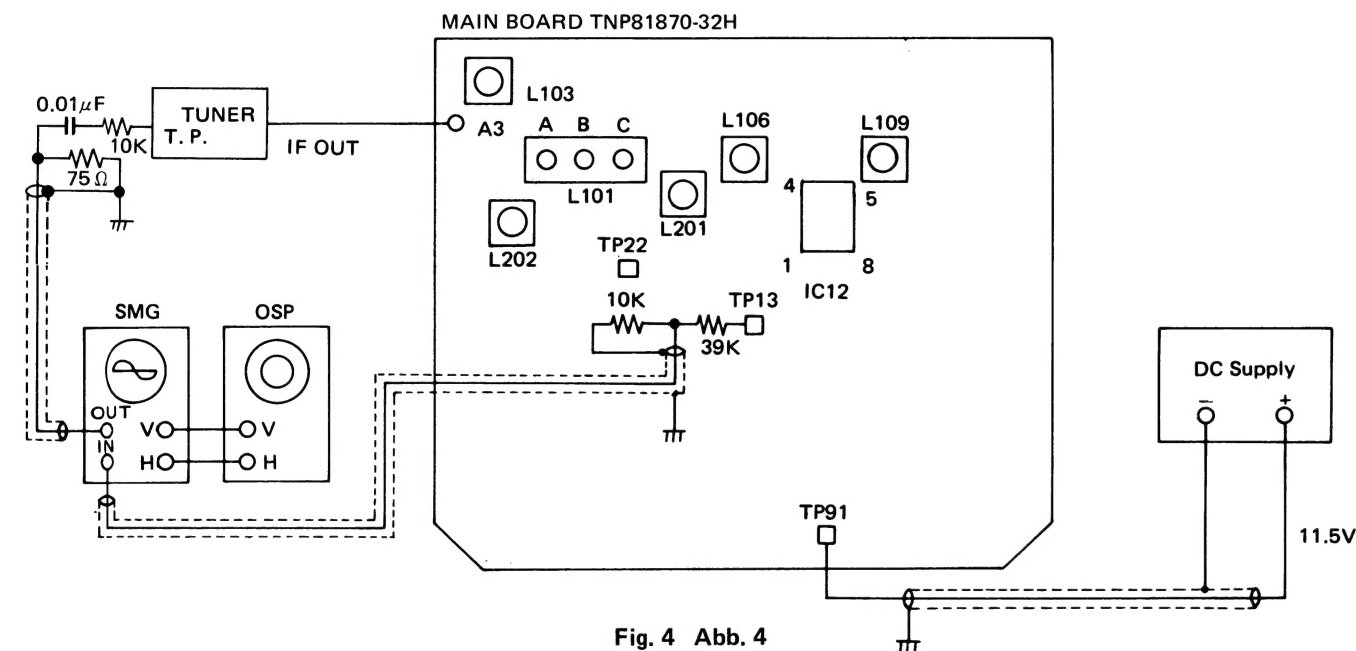 MAIN BOARD TNP81870-32H
0.01μF
10K
TUNER
T. P.
75Ω
IF OUT
A3
L103
A B C
L101
L106
L109
L201
L202
4
5
1
8
IC12
TP22
10K
TP13
39K
SMG
OSP
OUT
IN
V
V
H
H
DC Supply
− +
11.5V
TP91
Fig. 4 Abb. 4